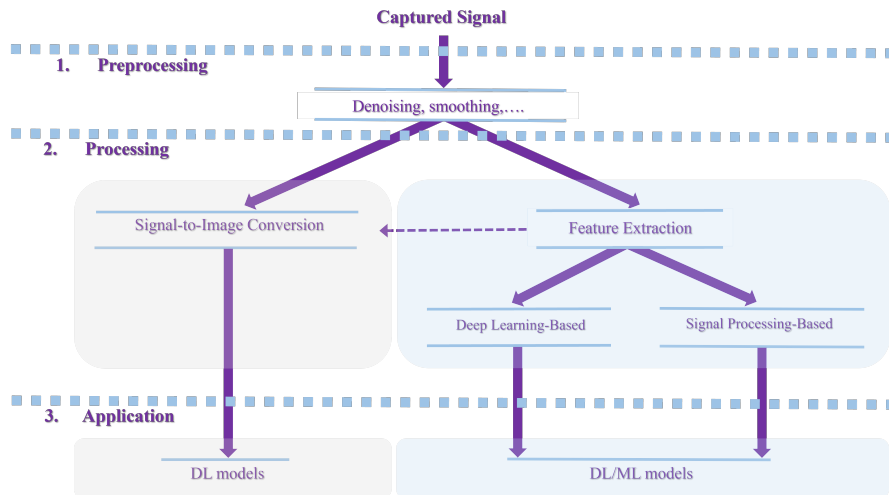 Captured Signal
1. Preprocessing
Denoising, smoothing,....
2. Processing
Signal-to-Image Conversion
Feature Extraction
Deep Learning-Based
Signal Processing-Based
3. Application
DL models
DL/ML models